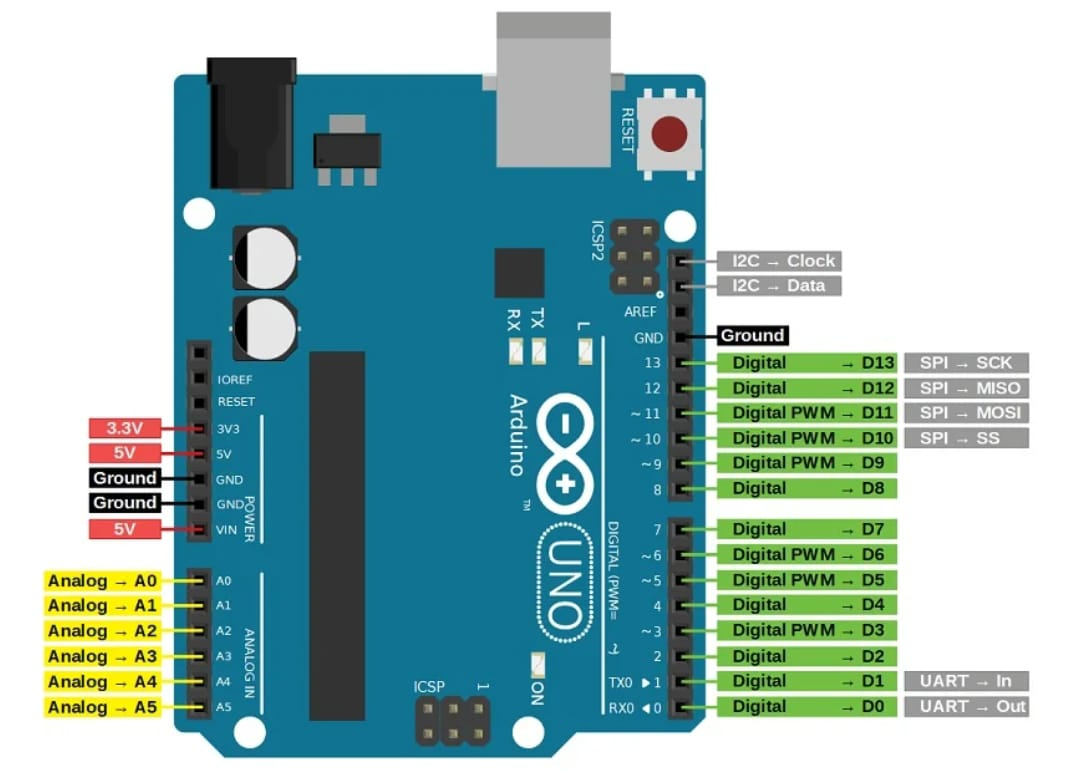 RESET
ICSP2
I2C → Clock
I2C → Data
AREF
GND
Ground
13
Digital → D13
SPI → SCK
12
Digital → D12
SPI → MISO
~ 11
Digital PWM → D11
SPI → MOSI
~ 10
Digital PWM → D10
SPI → SS
~ 9
Digital PWM → D9
8
Digital → D8
7
Digital → D7
~ 6
Digital PWM → D6
~ 5
Digital PWM → D5
4
Digital → D4
~ 3
Digital PWM → D3
2
Digital → D2
TX0 ▶ 1
Digital → D1
UART → In
RX0 ◀ 0
Digital → D0
UART → Out
DIGITAL (PWM= ~)
RX
TX
L
Arduino
TM
UNO
ON
ICSP
1
IOREF
RESET
3.3V
3V3
5V
5V
Ground
GND
Ground
GND
5V
VIN
POWER
Analog → A0
A0
Analog → A1
A1
Analog → A2
A2
Analog → A3
A3
Analog → A4
A4
Analog → A5
A5
ANALOG IN